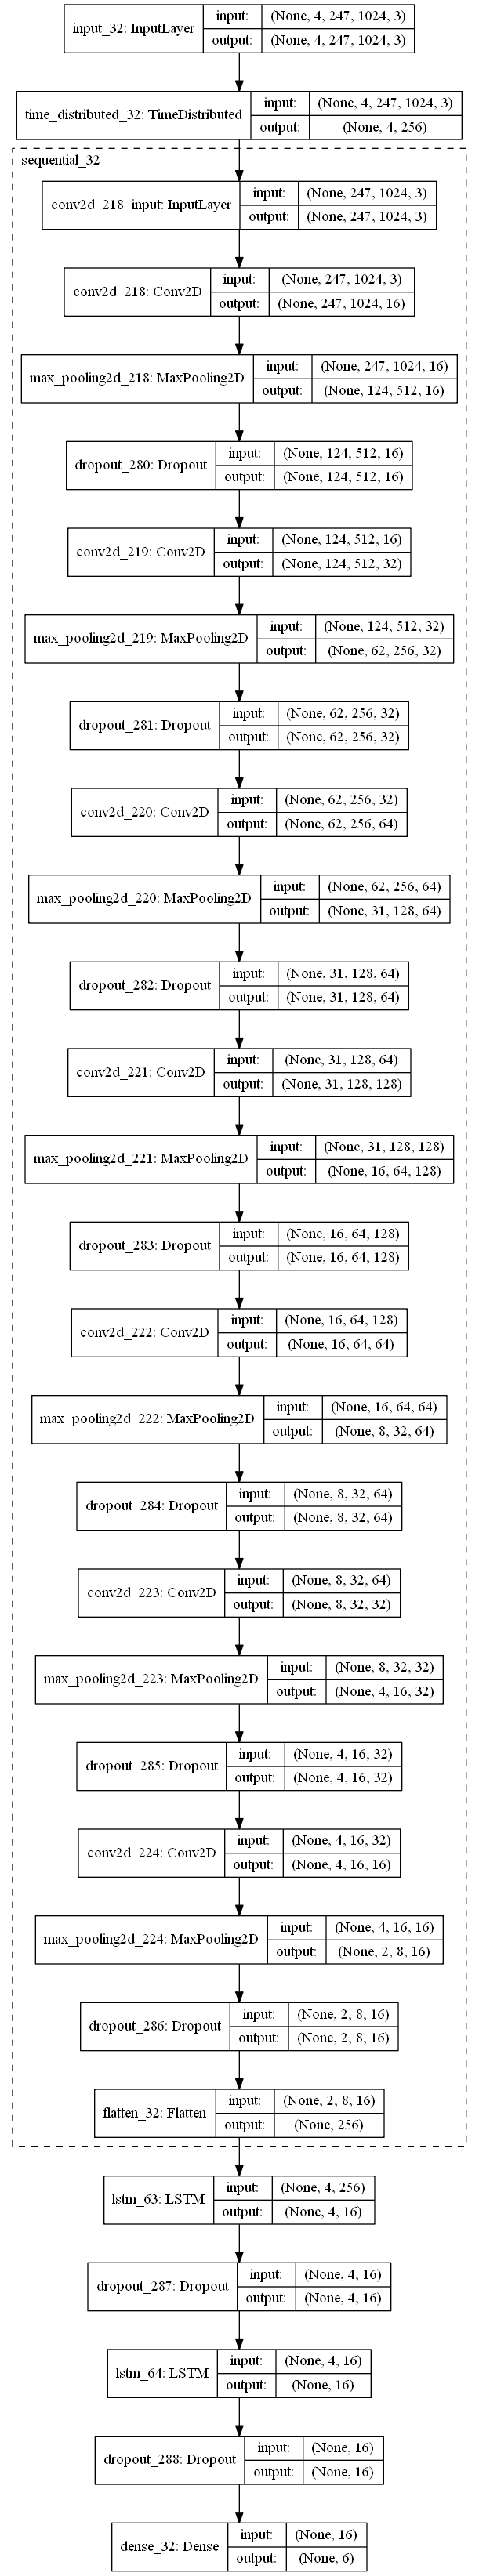 input_32: InputLayer
input: (None, 4, 247, 1024, 3)
output: (None, 4, 247, 1024, 3)
time_distributed_32: TimeDistributed
input: (None, 4, 247, 1024, 3)
output: (None, 4, 256)
sequential_32
conv2d_218_input: InputLayer
input: (None, 247, 1024, 3)
output: (None, 247, 1024, 3)
conv2d_218: Conv2D
input: (None, 247, 1024, 3)
output: (None, 247, 1024, 16)
max_pooling2d_218: MaxPooling2D
input: (None, 247, 1024, 16)
output: (None, 124, 512, 16)
dropout_280: Dropout
input: (None, 124, 512, 16)
output: (None, 124, 512, 16)
conv2d_219: Conv2D
input: (None, 124, 512, 16)
output: (None, 124, 512, 32)
max_pooling2d_219: MaxPooling2D
input: (None, 124, 512, 32)
output: (None, 62, 256, 32)
dropout_281: Dropout
input: (None, 62, 256, 32)
output: (None, 62, 256, 32)
conv2d_220: Conv2D
input: (None, 62, 256, 32)
output: (None, 62, 256, 64)
max_pooling2d_220: MaxPooling2D
input: (None, 62, 256, 64)
output: (None, 31, 128, 64)
dropout_282: Dropout
input: (None, 31, 128, 64)
output: (None, 31, 128, 64)
conv2d_221: Conv2D
input: (None, 31, 128, 64)
output: (None, 31, 128, 128)
max_pooling2d_221: MaxPooling2D
input: (None, 31, 128, 128)
output: (None, 16, 64, 128)
dropout_283: Dropout
input: (None, 16, 64, 128)
output: (None, 16, 64, 128)
conv2d_222: Conv2D
input: (None, 16, 64, 128)
output: (None, 16, 64, 64)
max_pooling2d_222: MaxPooling2D
input: (None, 16, 64, 64)
output: (None, 8, 32, 64)
dropout_284: Dropout
input: (None, 8, 32, 64)
output: (None, 8, 32, 64)
conv2d_223: Conv2D
input: (None, 8, 32, 64)
output: (None, 8, 32, 32)
max_pooling2d_223: MaxPooling2D
input: (None, 8, 32, 32)
output: (None, 4, 16, 32)
dropout_285: Dropout
input: (None, 4, 16, 32)
output: (None, 4, 16, 32)
conv2d_224: Conv2D
input: (None, 4, 16, 32)
output: (None, 4, 16, 16)
max_pooling2d_224: MaxPooling2D
input: (None, 4, 16, 16)
output: (None, 2, 8, 16)
dropout_286: Dropout
input: (None, 2, 8, 16)
output: (None, 2, 8, 16)
flatten_32: Flatten
input: (None, 2, 8, 16)
output: (None, 256)
lstm_63: LSTM
input: (None, 4, 256)
output: (None, 4, 16)
dropout_287: Dropout
input: (None, 4, 16)
output: (None, 4, 16)
lstm_64: LSTM
input: (None, 4, 16)
output: (None, 16)
dropout_288: Dropout
input: (None, 16)
output: (None, 16)
dense_32: Dense
input: (None, 16)
output: (None, 6)